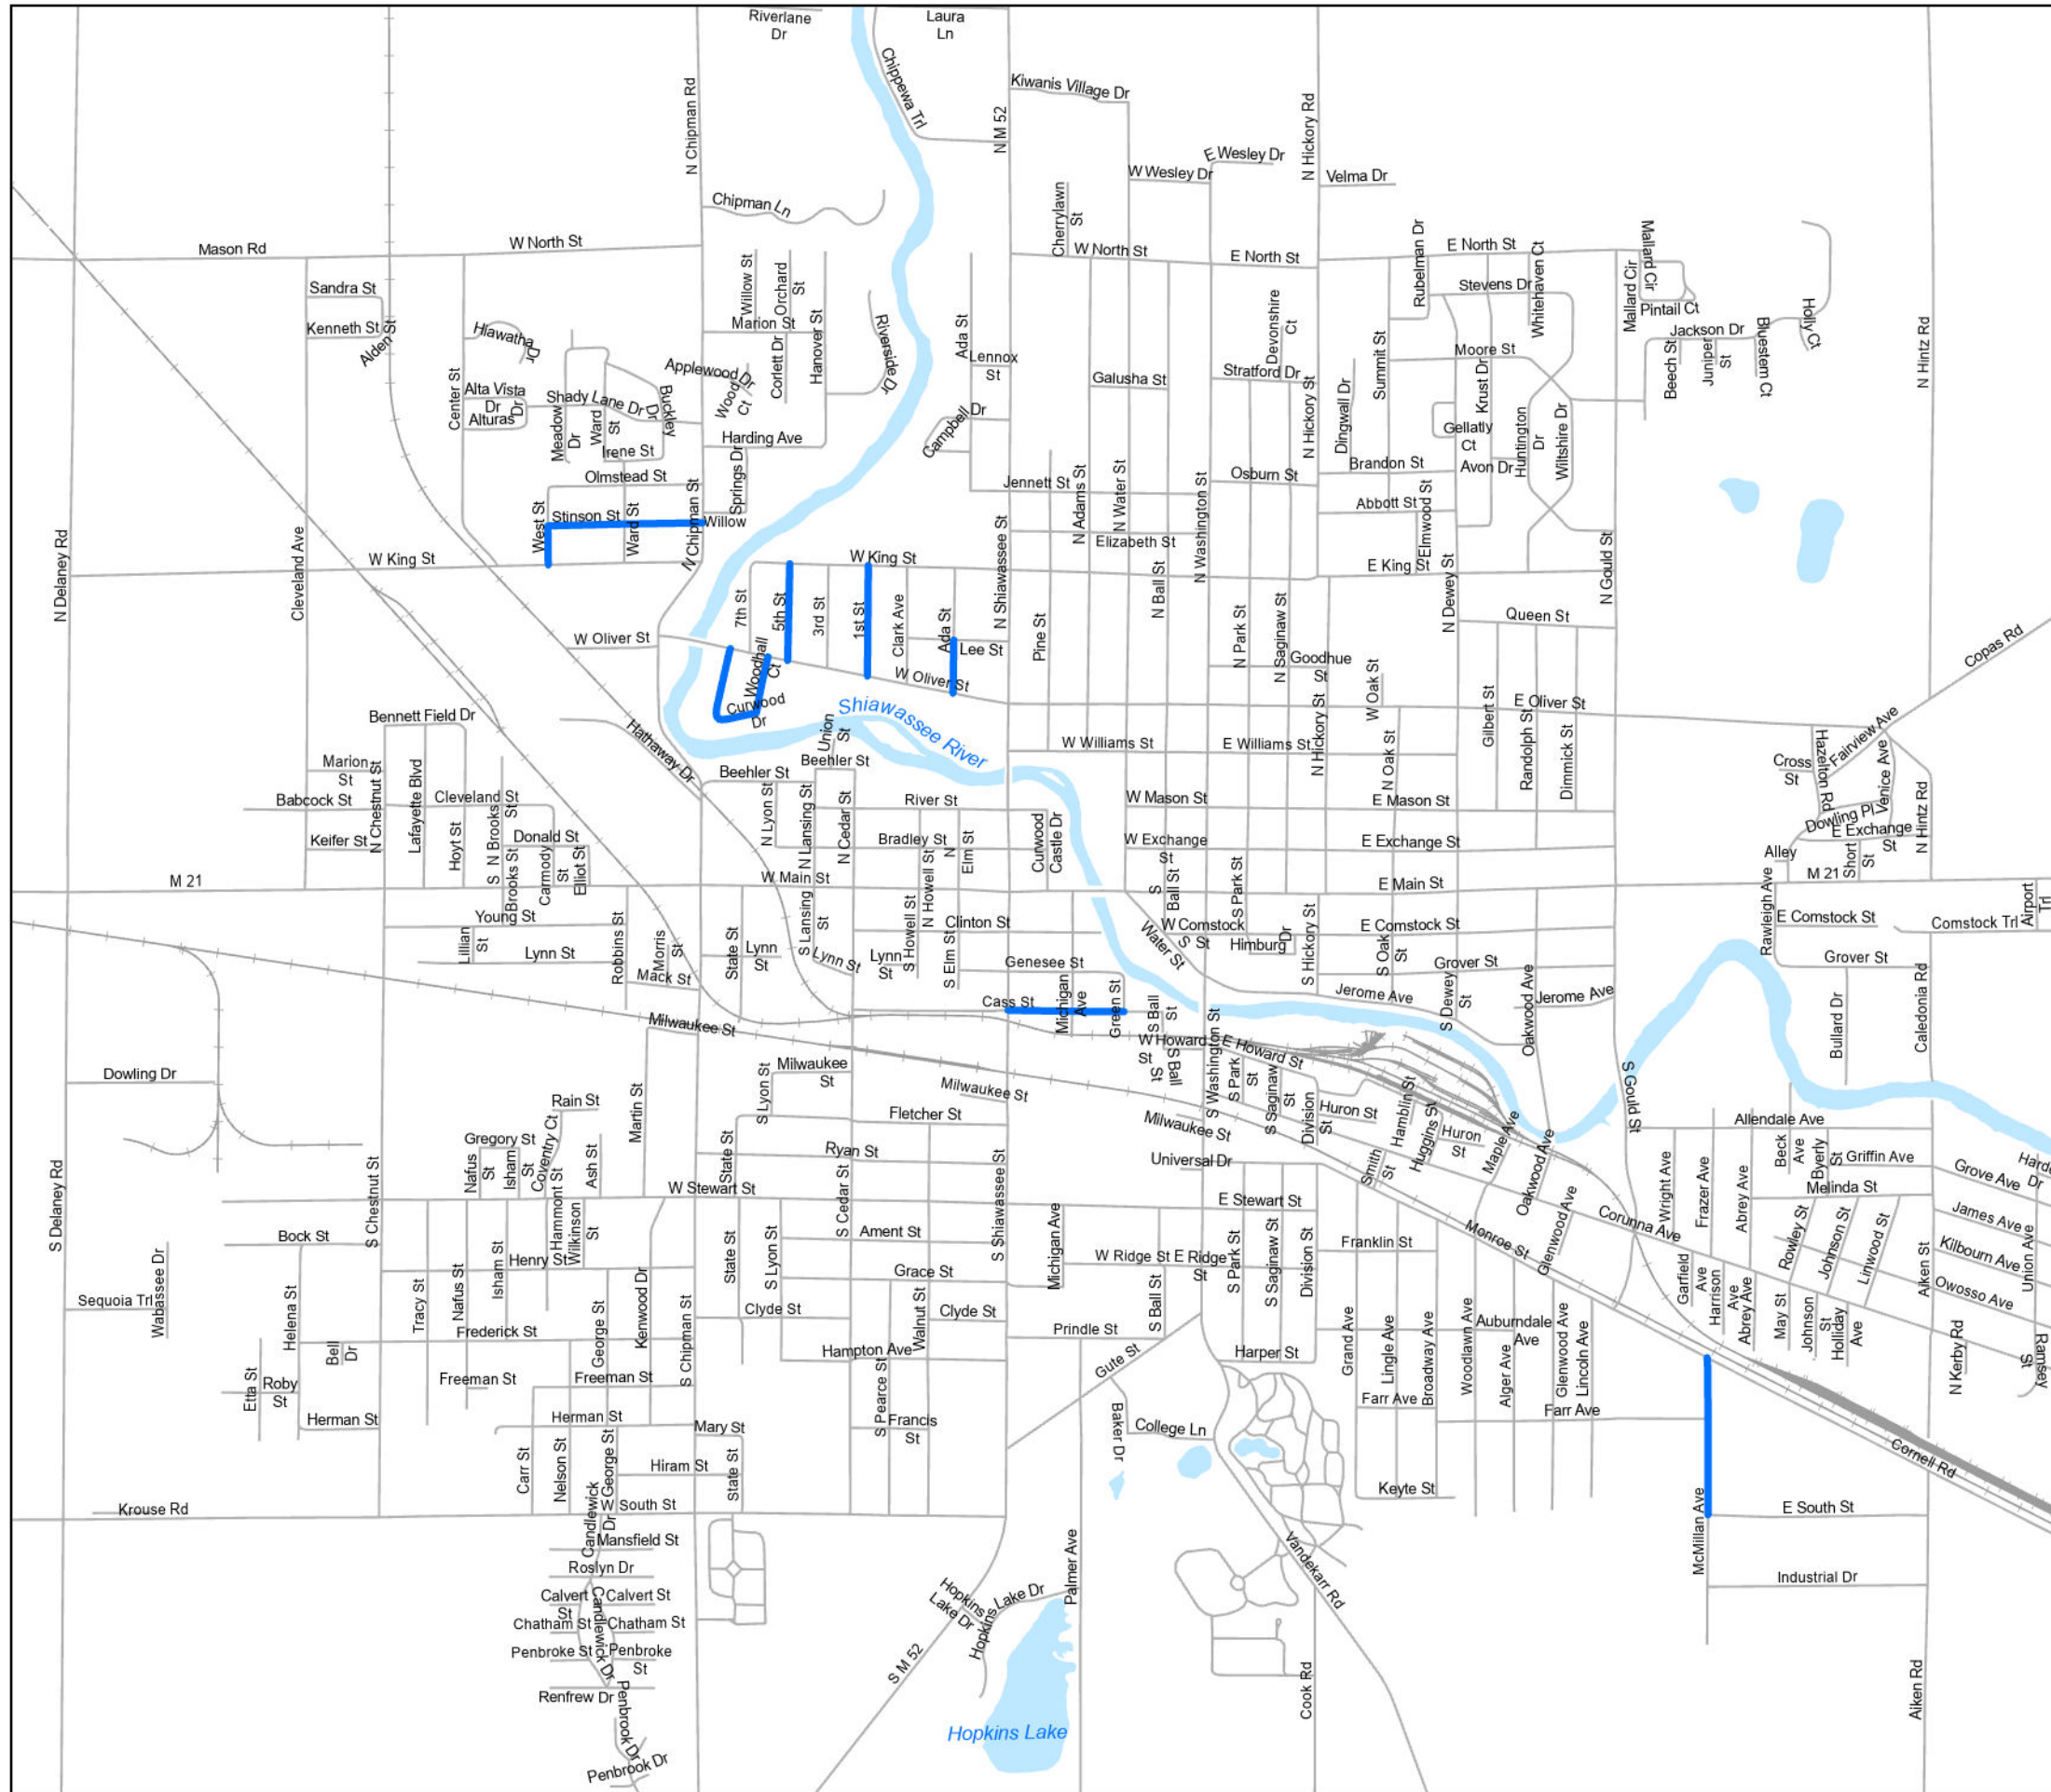 Riverlane
Dr
Laura
Ln
Chippewa Trl
Kiwanis Village Dr
N Chipman Rd
N M 52
N Hickory Rd
E Wesley Dr
W Wesley Dr
Velma Dr
Chipman Ln
Cherrylawn
St
Mason Rd
W North St
W North St
E North St
E North St
Rubelman Dr
Whitehaven Ct
Mallard Cir
Mallard Cir
Pintail Ct
Stevens Dr
Holly Ct
Sandra St
Kenneth St
Alden St
Hiawatha
Dr
Willow St
Orchard
St
Marion St
Hanover St
Riverside Dr
Ada St
Lennox
St
Devonshire
Ct
Summit St
Moore St
Jackson Dr
Beech St
Juniper
St
Bluestem Ct
N Hintz Rd
Center St
Alta Vista
Dr
Alturas
Dr
Shady Lane Dr
Buckley
Dr
Meadow
Dr
Ward
St
Irene St
Applewood Dr
Wood
Ct
Corlett Dr
Harding Ave
Campbell Dr
Galusha St
Stratford Dr
N Hickory St
Dingwall Dr
Krust Dr
Gellatly
Ct
Huntington
Dr
Wiltshire Dr
Avon Dr
Olmstead St
Springs Dr
Willow
Jennett St
Osburn St
Brandon St
Abbott St
Elmwood St
West St
Stinson St
Ward St
N Chipman St
N Delaney Rd
Cleveland Ave
W King St
W King St
E King St
N Shiawassee St
N Adams St
N Water St
Elizabeth St
N Washington St
N Ball St
N Dewey St
N Gould St
7th St
5th St
3rd St
1st St
Clark Ave
Ada St
Lee St
Pine St
N Park St
N Saginaw St
Goodhue
St
Queen St
Copas Rd
W Oliver St
Woodhall
Ct
Curwood
Dr
W Oliver St
E Oliver St
Shiawassee River
N Hickory St
W Oak St
N Oak St
Gilbert St
Randolph St
Dimmick St
Bennett Field Dr
Hathaway Dr
Union
St
W Williams St
E Williams St
Hazelton Rd
Fairview Ave
Cross
St
Venice Ave
Marion
St
N Chestnut St
Lafayette Blvd
Beehler St
Beehler St
Babcock St
Cleveland St
Hoyt St
N Brooks
St
N Lyon St
N Lansing St
N Cedar St
River St
W Mason St
E Mason St
Dowling Pl
N Hintz Rd
Keifer St
Donald St
Bradley St
N
Elm St
Curwood
Castle Dr
W Exchange
St
E Exchange St
E Exchange
St
Alley
Short
St
M 21
S
Brooks St
Carmody
St
Elliot St
W Main St
N Howell St
S
Ball St
S Park St
E Main St
M 21
Airport
Trl
Young St
Lillian
St
Lynn St
Robbins St
Morris
St
Mack St
State St
Lynn
St
S Lansing
St
Lynn St
Lynn
St
S Howell St
S Elm St
Clinton St
Genesee St
Water St
W Comstock
St
S
Himburg
Dr
S Hickory St
E Comstock St
S Oak
St
Grover St
Rawleigh Ave
E Comstock St
Comstock Trl
Grover St
Cass St
Michigan
Ave
Green St
S Ball
St
Jerome Ave
S Dewey
St
Oakwood Ave
Jerome Ave
Bullard Dr
Caledonia Rd
Milwaukee St
W Howard
St
S Ball
St
S Washington St
E Howard St
Dowling Dr
Martin St
S Lyon St
Milwaukee
St
Milwaukee St
S Park
St
S Saginaw
St
Division
St
Huron St
Hamblin St
Huggins St
Huron
St
Maple Ave
S Gould St
Rain St
Fletcher St
Milwaukee St
Allendale Ave
Gregory St
Coventry Ct
Nafus
St
Isham
St
Ash St
State St
Ryan St
Universal Dr
Smith
St
Oakwood Ave
Wright Ave
Frazer Ave
Abrey Ave
Beck
Ave
Byerly
St
Griffin Ave
Grove Ave
Dr
S Delaney Rd
S Chestnut St
W Stewart St
S Cedar St
S Shiawassee St
E Stewart St
Glenwood Ave
Corunna Ave
Melinda St
Rowley St
Johnson St
Linwood St
James Ave
Kilbourn Ave
Union Ave
Owosso Ave
Bock St
Hammont St
Wilkinson
St
Henry St
Ament St
Michigan Ave
W Ridge St
E Ridge
St
S Park St
S Saginaw St
Division St
Franklin St
Monroe St
Wabassee Dr
Sequoia Trl
Helena St
Tracy St
Nafus St
Isham St
State St
S Lyon St
Grace St
S Ball St
Garfield
Ave
Harrison
Ave
Abrey Ave
May St
Johnson
St
Holliday
Ave
Aiken St
N Kerby Rd
Ramsey
St
Frederick St
George St
Kenwood Dr
S Chipman St
Clyde St
Walnut St
Clyde St
Prindle St
Grand Ave
Lingle Ave
Broadway Ave
Woodlawn Ave
Auburndale
Ave
Alger Ave
Glenwood Ave
Lincoln Ave
Bell
Dr
Etta St
Roby
St
Freeman St
Freeman St
Hampton Ave
S Pearce St
Gute St
Harper St
Farr Ave
Farr Ave
Herman St
Herman St
Mary St
Francis
St
Baker Dr
College Ln
Carr St
Nelson St
George St
Hiram St
State St
Keyte St
Cornell Rd
Krouse Rd
W South St
Candlewick
Dr
Mansfield St
Roslyn Dr
McMillan Ave
E South St
Calvert
St
Calvert St
Chatham St
Chatham St
Candlewick Dr
Penbroke St
Penbroke
St
Renfrew Dr
Penbrook Dr
Penbrook Dr
Hopkins
Lake Dr
Hopkins Lake Dr
Palmer Ave
Vandekarr Rd
Industrial Dr
S M 52
Cook Rd
Aiken Rd
Hopkins Lake